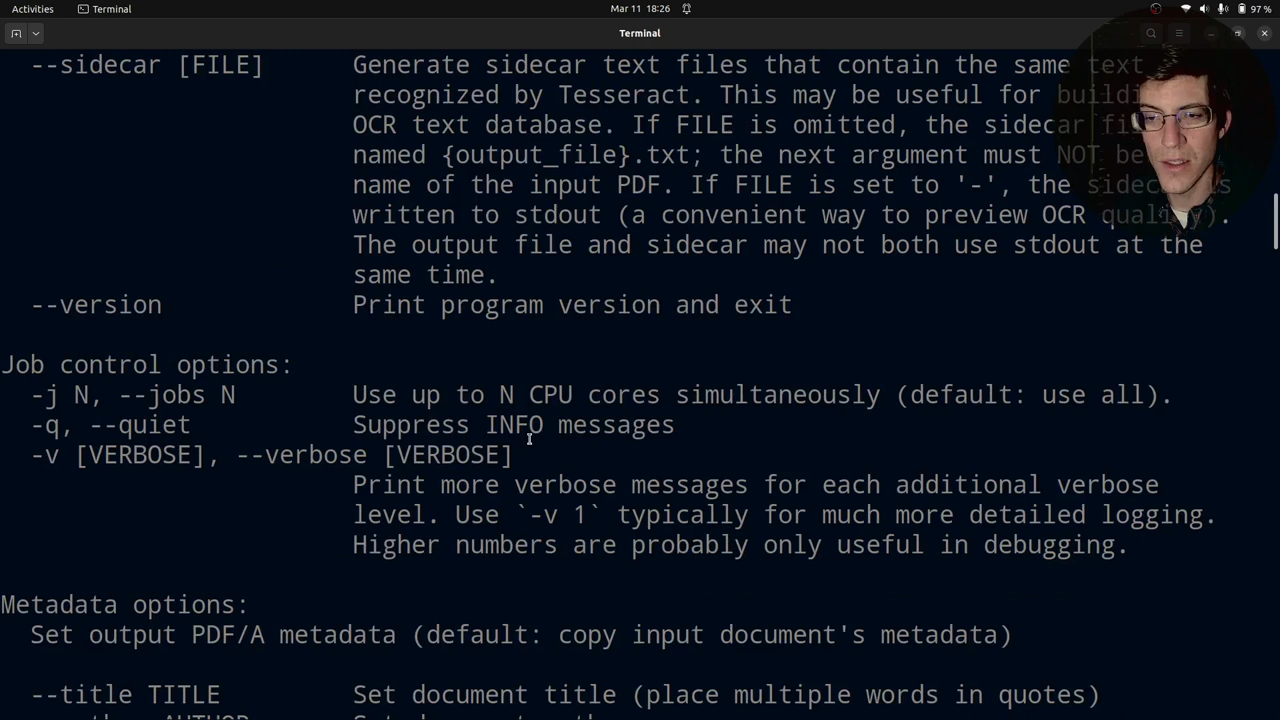 Activities Terminal Mar 11 18:26 97 %
Terminal
--sidecar [FILE] Generate sidecar text files that contain the same text
recognized by Tesseract. This may be useful for
OCR text database. If FILE is omitted, the sidecar
named {output_file}.txt; the next argument must NOT be
name of the input PDF. If FILE is set to '-', the is
written to stdout (a convenient way to preview OCR quality).
The output file and sidecar may not both use stdout at the
same time.
--version Print program version and exit
Job control options:
-j N, --jobs N Use up to N CPU cores simultaneously (default: use all).
-q, --quiet Suppress INFO messages
-v [VERBOSE], --verbose [VERBOSE]
Print more verbose messages for each additional verbose
level. Use `-v 1` typically for much more detailed logging.
Higher numbers are probably only useful in debugging.
Metadata options:
Set output PDF/A metadata (default: copy input document's metadata)
--title TITLE Set document title (place multiple words in quotes)